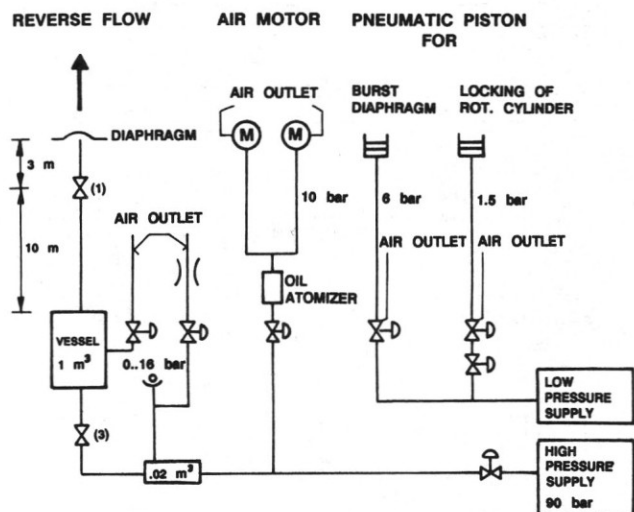 REVERSE FLOW
AIR MOTOR
PNEUMATIC PISTON
FOR
AIR OUTLET
BURST
DIAPHRAGM
LOCKING OF
ROT. CYLINDER
DIAPHRAGM
M
M
3 m
(1)
10 bar
6 bar
1.5 bar
AIR OUTLET
10 m
AIR OUTLET
AIR OUTLET
OIL
ATOMIZER
VESSEL
1 m³
0..16 bar
LOW
PRESSURE
SUPPLY
(3)
.02 m³
HIGH
PRESSURE
SUPPLY
90 bar